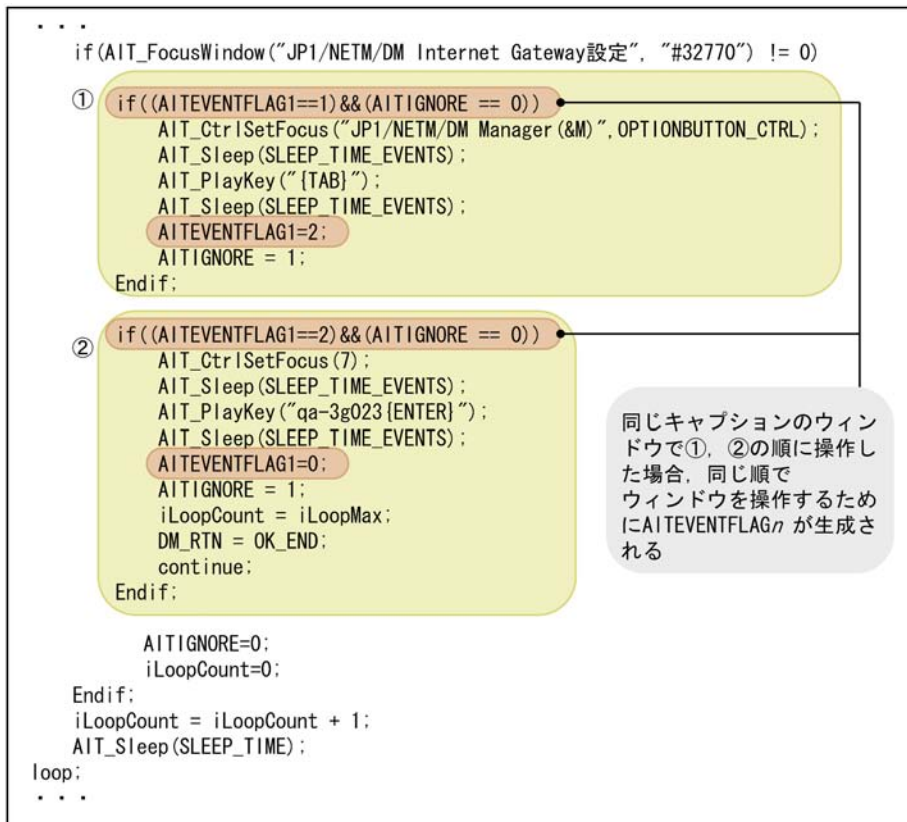 ・・・
if(AIT_FocusWindow("JP1/NETM/DM Internet Gateway設定", "#32770") != 0)
① if((AITEVENTFLAG1==1)&&(AITIGNORE == 0))
AIT_CtrlSetFocus("JP1/NETM/DM Manager(&M)",OPTIONBUTTON_CTRL);
AIT_Sleep(SLEEP_TIME_EVENTS);
AIT_PlayKey("{TAB}");
AIT_Sleep(SLEEP_TIME_EVENTS);
AITEVENTFLAG1=2;
AITIGNORE = 1;
Endif;
② if((AITEVENTFLAG1==2)&&(AITIGNORE == 0))
AIT_CtrlSetFocus(7);
AIT_Sleep(SLEEP_TIME_EVENTS);
AIT_PlayKey("qa-3g023{ENTER}");
AIT_Sleep(SLEEP_TIME_EVENTS);
AITEVENTFLAG1=0;
AITIGNORE = 1;
iLoopCount = iLoopMax;
DM_RTN = OK_END;
continue;
Endif;
同じキャプションのウィン
ドウで①，②の順に操作し
た場合，同じ順で
ウィンドウを操作するため
にAITEVENTFLAGn が生成さ
れる
AITIGNORE=0;
iLoopCount=0;
Endif;
iLoopCount = iLoopCount + 1;
AIT_Sleep(SLEEP_TIME);
loop;
・・・